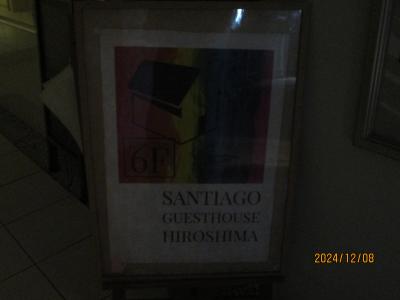 6F
SANTIAGO
GUESTHOUSE
HIROSHIMA
2024/12/08